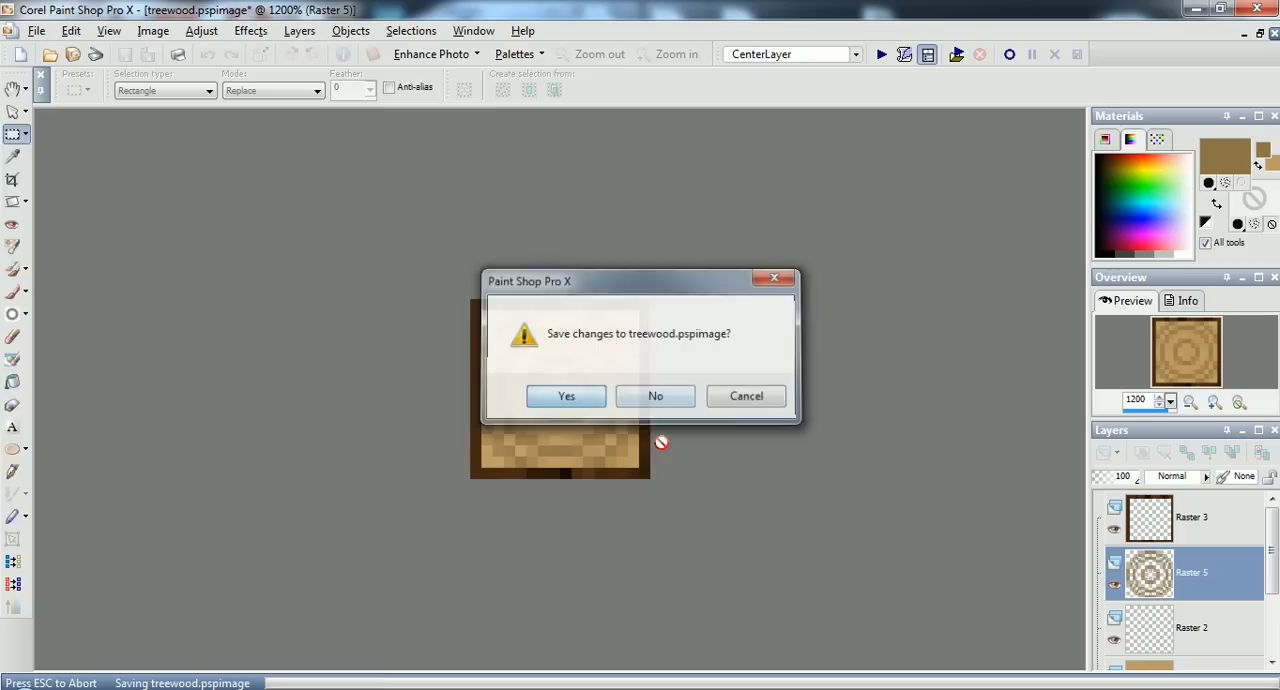 Corel Paint Shop Pro X - [treewood.pspimage* @ 1200% (Raster 5)]
File Edit View Image Adjust Effects Layers Objects Selections Window Help
Enhance Photo Palettes Zoom out Zoom in CenterLayer
Presets: Selection type: Mode: Feather: Create selection from:
Rectangle Replace 0 Anti-alias
Materials
All tools
Overview
Preview Info
1200
Layers
100 Normal None
Raster 3
Raster 5
Raster 2
Paint Shop Pro X
Save changes to treewood.pspimage?
Yes No Cancel
Press ESC to Abort Saving treewood.pspimage